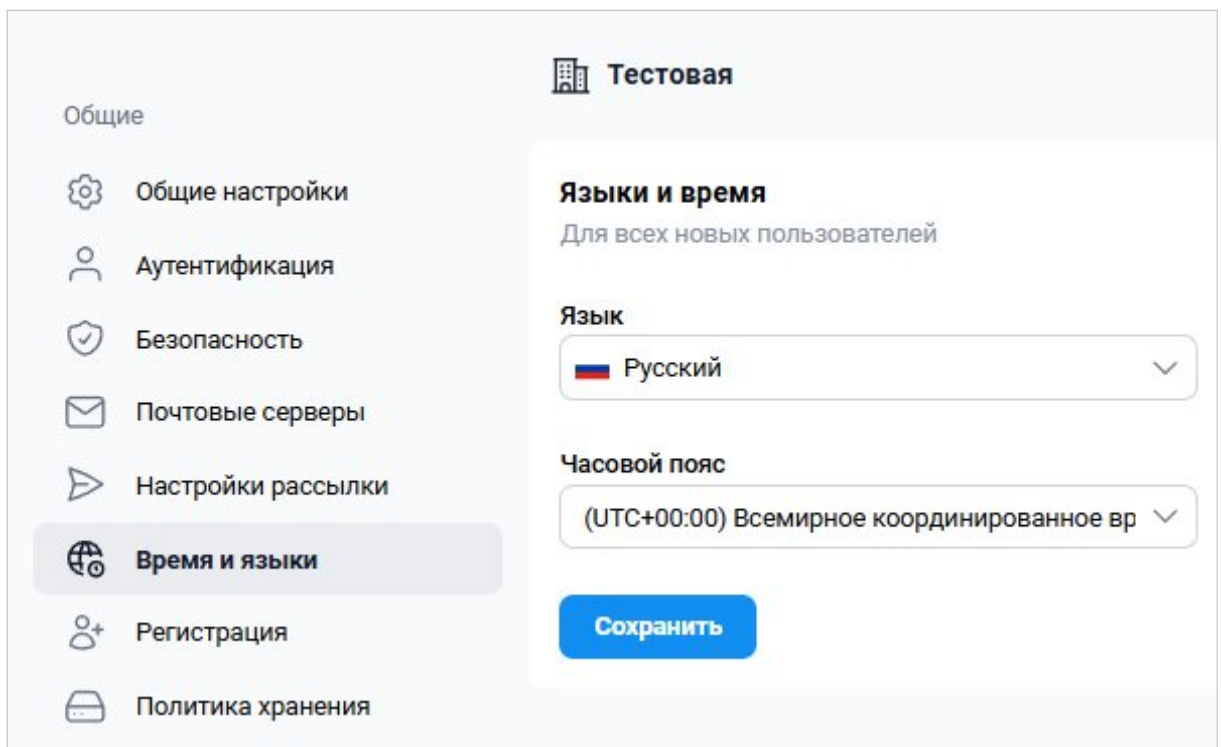 Тестовая
Общие
Общие настройки
Аутентификация
Безопасность
Почтовые серверы
Настройки рассылки
Время и языки
Регистрация
Политика хранения
Языки и время
Для всех новых пользователей
Язык
Русский
Часовой пояс
(UTC+00:00) Всемирное координированное вр
Сохранить